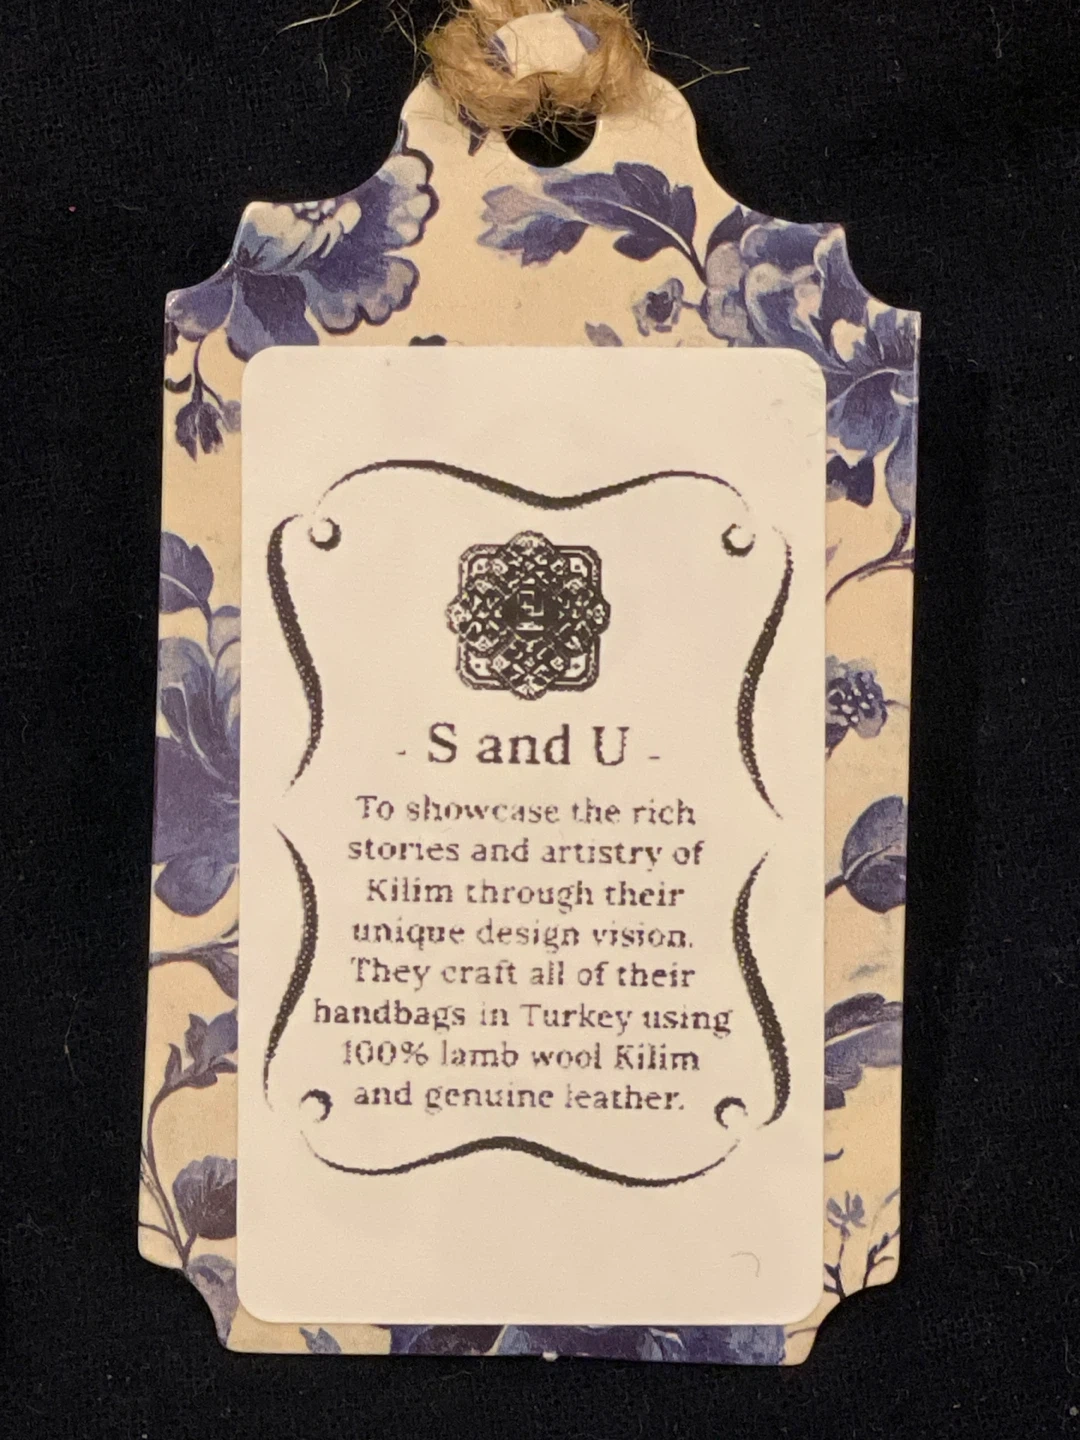 - S and U -
To showcase the rich
stories and artistry of
Kilim through their
unique design vision.
They craft all of their
handbags in Turkey using
100% lamb wool Kilim
and genuine leather.